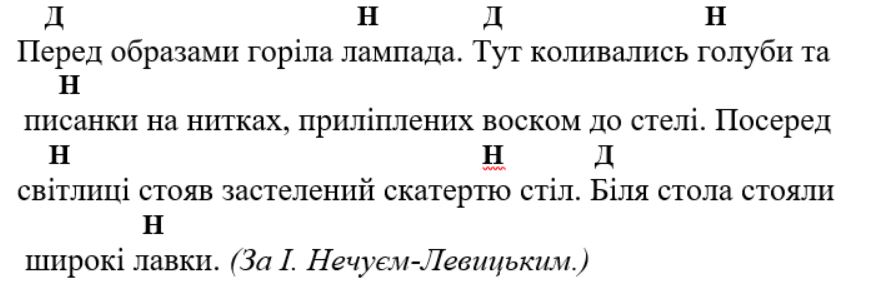 Д Н Д Н
Перед образами горіла лампада. Тут коливались голуби та
Н
писанки на нитках, приліплених воском до стелі. Посеред
Н Н Д
світлиці стояв застелений скатертю стіл. Біля стола стояли
Н
широкі лавки. (За І. Нечуєм-Левицьким.)